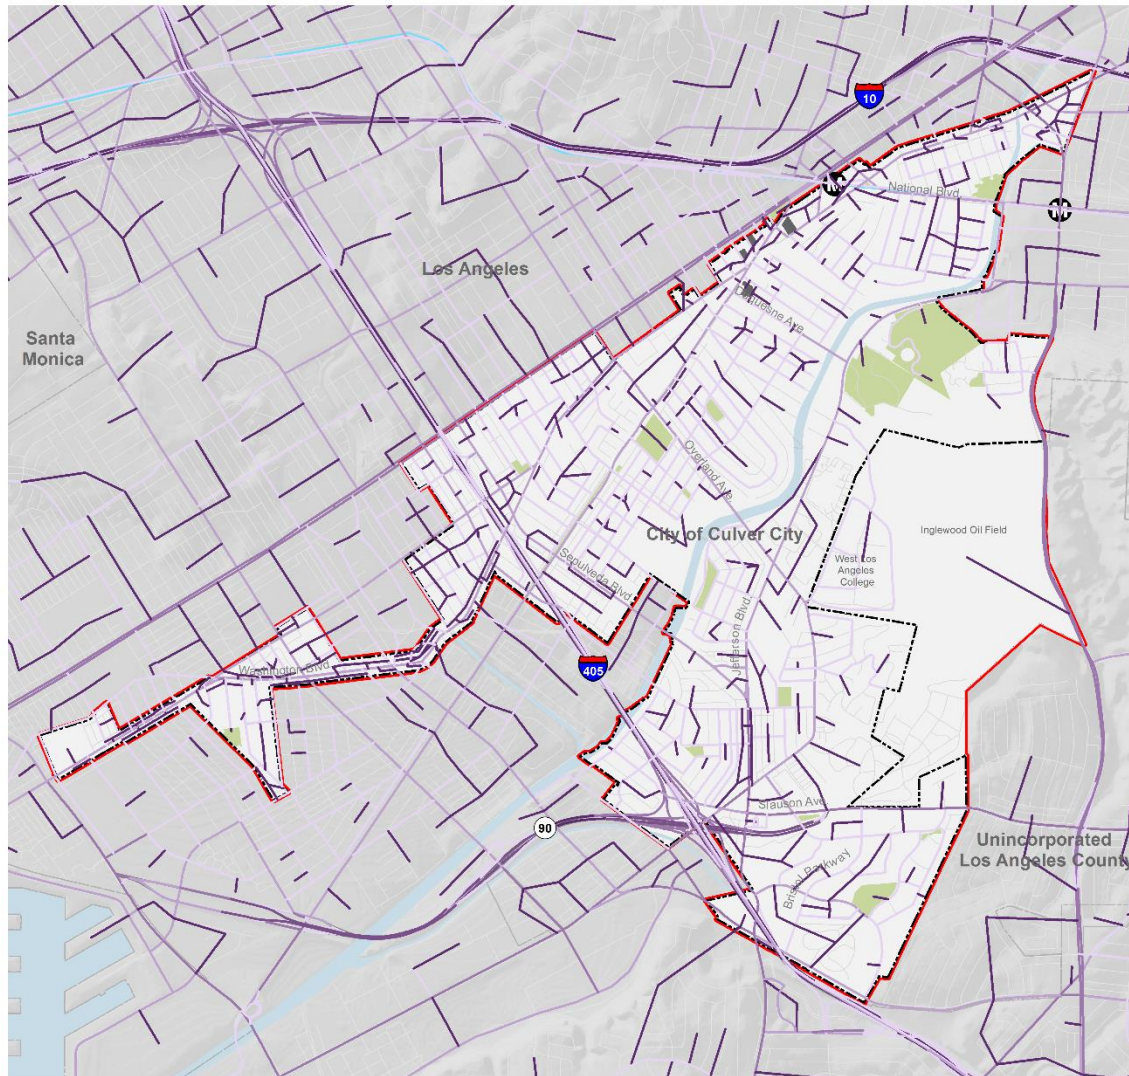 10
National Blvd
M
M
Los Angeles
Duquesne Ave
Santa
Monica
Overland Ave
City of Culver City
Inglewood Oil Field
West Los
Angeles
College
Sepulveda Blvd
Jefferson Blvd
Washington Blvd
405
Slauson Ave
90
Unincorporated
Los Angeles County
Bristol Parkway